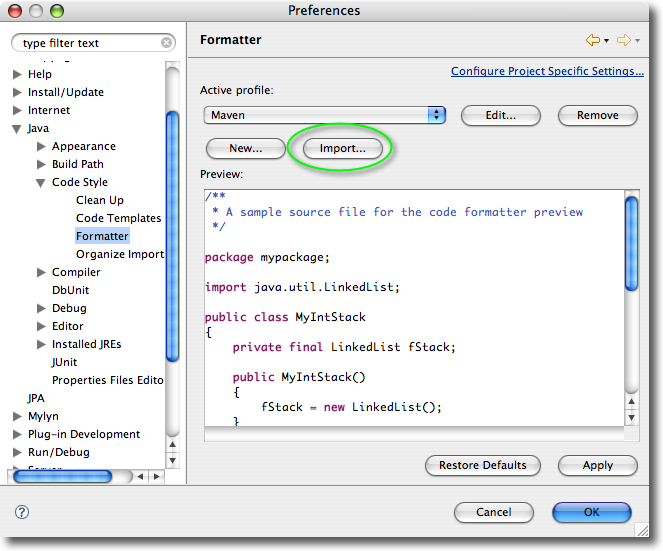 Preferences
type filter text
Help
Install/Update
Internet
Java
Appearance
Build Path
Code Style
Clean Up
Code Templates
Formatter
Organize Import
Compiler
DbUnit
Debug
Editor
Installed JREs
JUnit
Properties Files Edito
JPA
Mylyn
Plug-in Development
Run/Debug
Server
Formatter
Configure Project Specific Settings...
Active profile:
Maven
Edit...
Remove
New...
Import...
Preview:
/**
 * A sample source file for the code formatter preview
 */
package mypackage;
import java.util.LinkedList;
public class MyIntStack
{
    private final LinkedList fStack;
    public MyIntStack()
    {
        fStack = new LinkedList();
    }
Restore Defaults
Apply
?
Cancel
OK